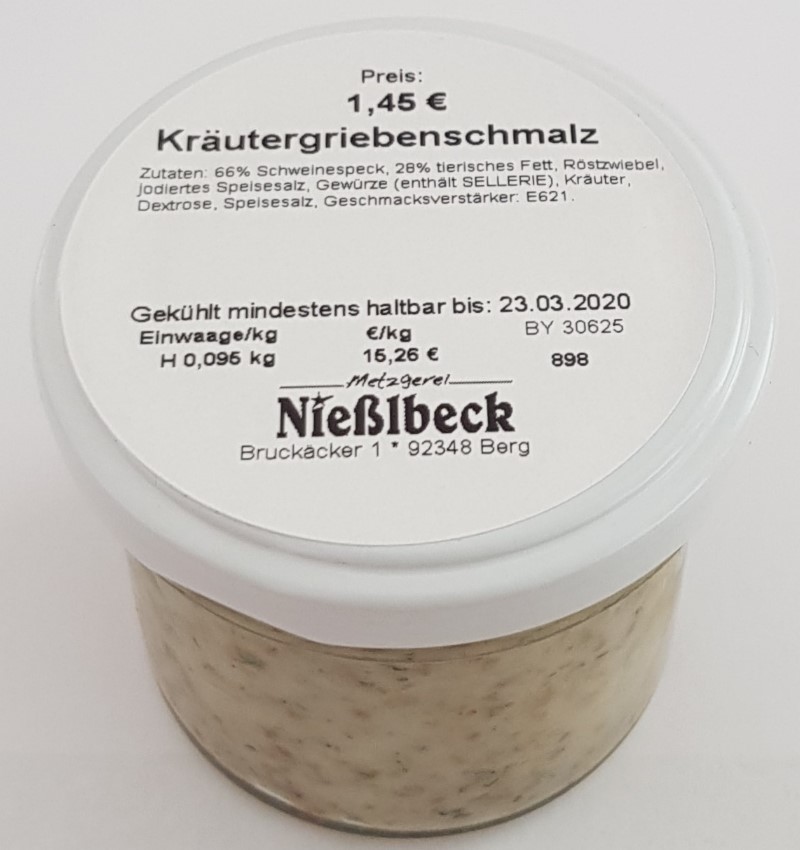 Preis:
1,45 €
Kräutergriebenschmalz
Zutaten: 66% Schweinespeck, 28% tierisches Fett, Röstzwiebel,
jodiertes Speisesalz, Gewürze (enthält SELLERIE), Kräuter,
Dextrose, Speisesalz, Geschmacksverstärker: E621.
Gekühlt mindestens haltbar bis: 23.03.2020
Einwaage/kg €/kg BY 30625
H 0,095 kg 15,26 € 898
Metzgerei
Nießlbeck
Bruckäcker 1 * 92348 Berg